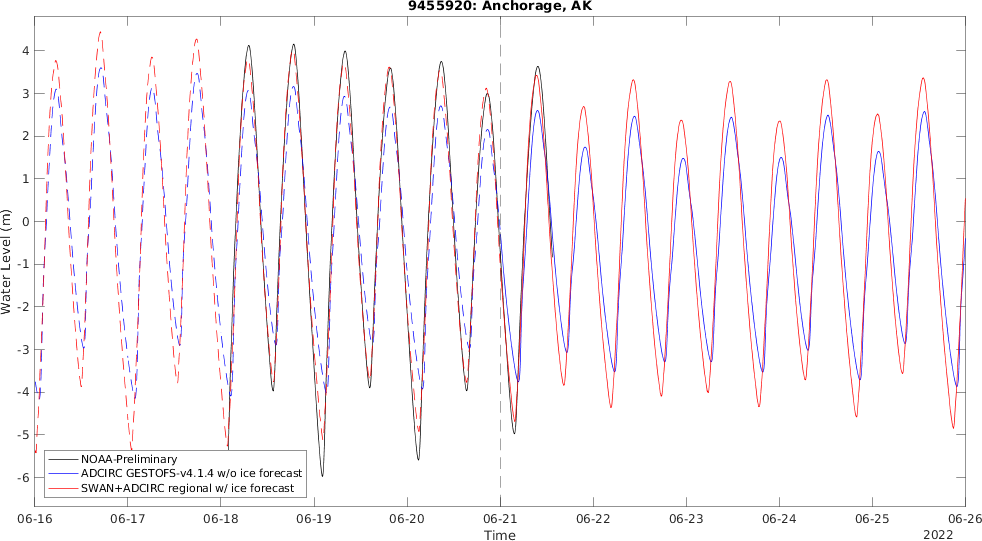 9455920: Anchorage, AK
Water Level (m)
4
3
2
1
0
-1
-2
-3
-4
-5
-6
NOAA-Preliminary
ADCIRC GESTOFS-v4.1.4 w/o ice forecast
SWAN+ADCIRC regional w/ ice forecast
06-16 06-17 06-18 06-19 06-20 06-21 06-22 06-23 06-24 06-25 06-26
Time
2022